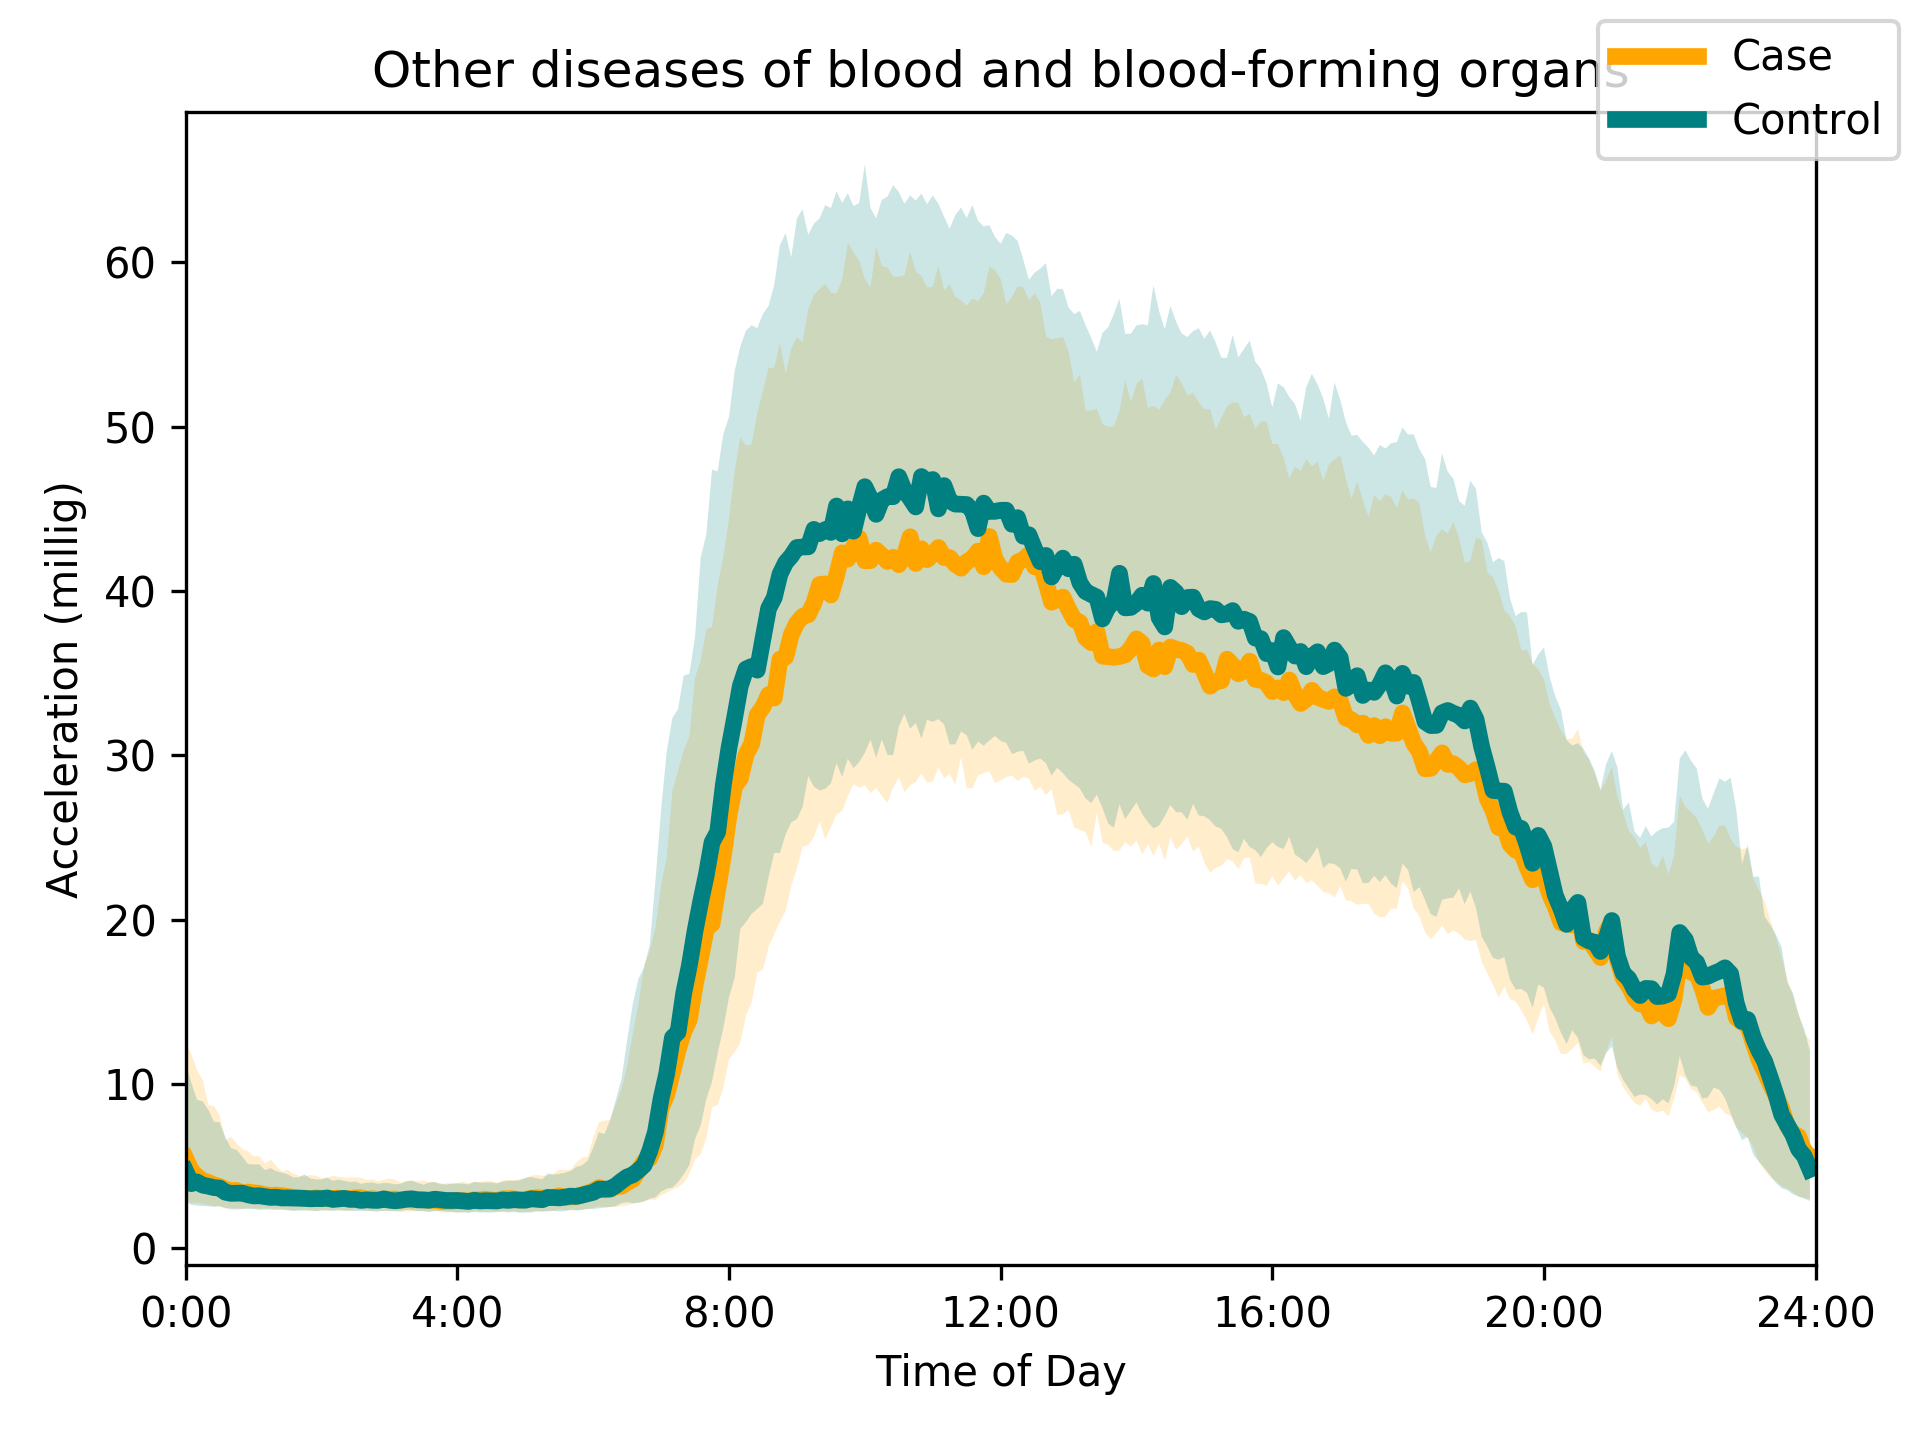 Other diseases of blood and blood-forming organs
Case
Control
60
50
40
30
20
10
0
Acceleration (millig)
0:00 4:00 8:00 12:00 16:00 20:00 24:00
Time of Day